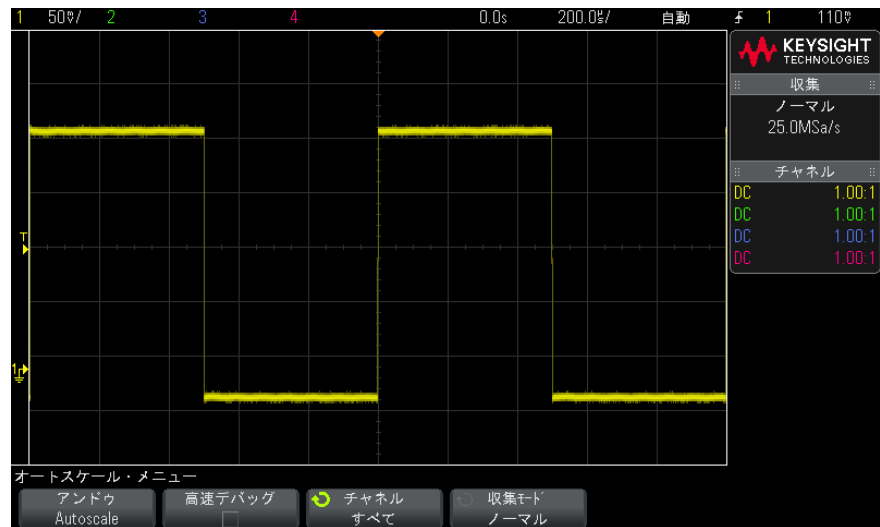 1 50▿/ 2 3 4 0.0s 200.0▿/ 自動 1 110▿
KEYSIGHT
TECHNOLOGIES
収集
ノーマル
25.0MSa/s
チャネル
DC 1.00:1
DC 1.00:1
DC 1.00:1
DC 1.00:1
T
1
オートスケール・メニュー
アンドゥ
Autoscale
高速デバッグ
チャネル
すべて
収集モード
ノーマル